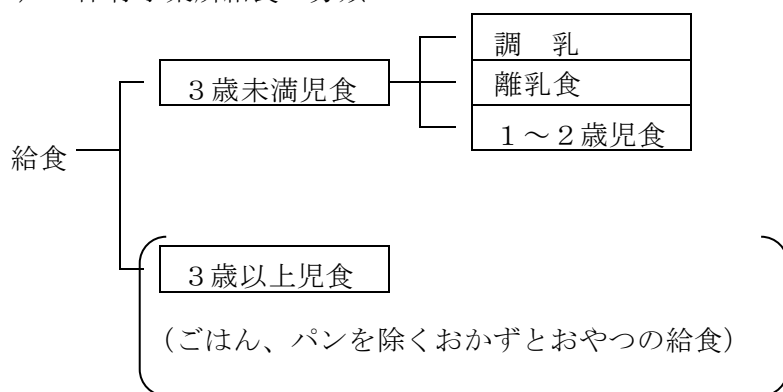 調　乳
３歳未満児食
離乳食
１～２歳児食
給食
３歳以上児食
（ごはん、パンを除くおかずとおやつの給食）